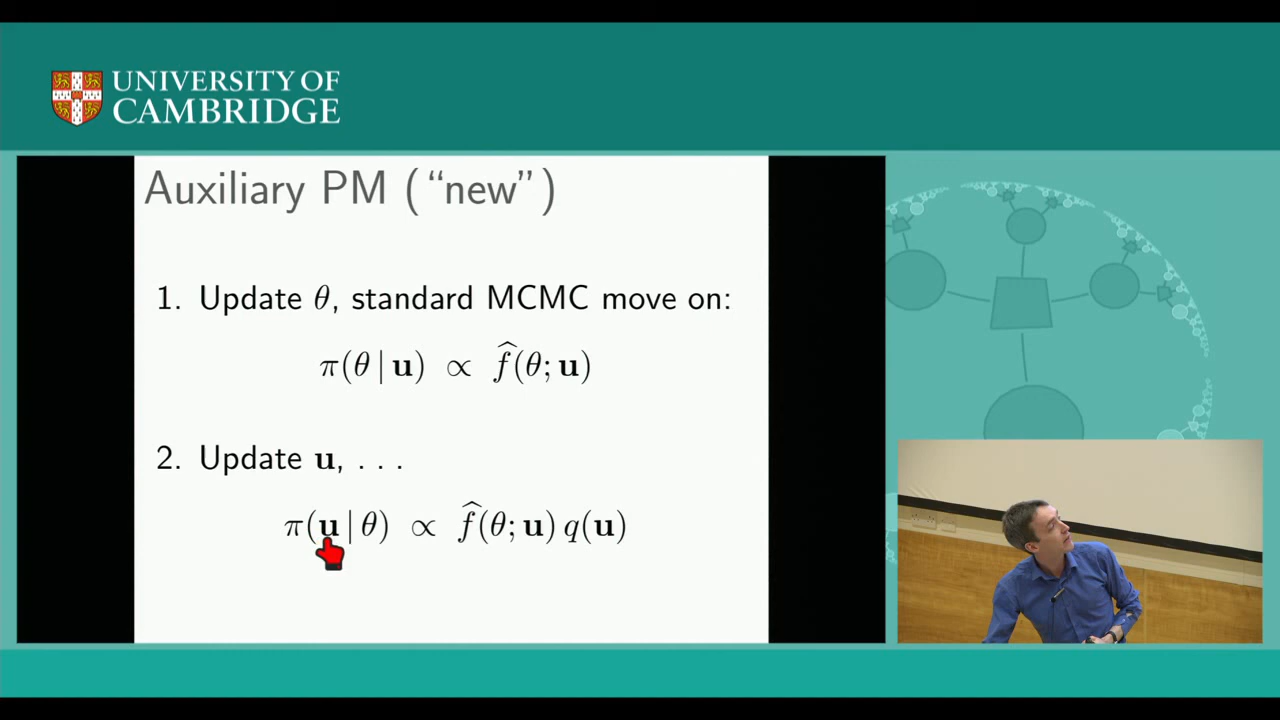 UNIVERSITY OF
CAMBRIDGE
Auxiliary PM (“new”)
1. Update θ, standard MCMC move on:
π(θ | u) ∝ f̂(θ; u)
2. Update u, . . .
π(u | θ) ∝ f̂(θ; u) q(u)